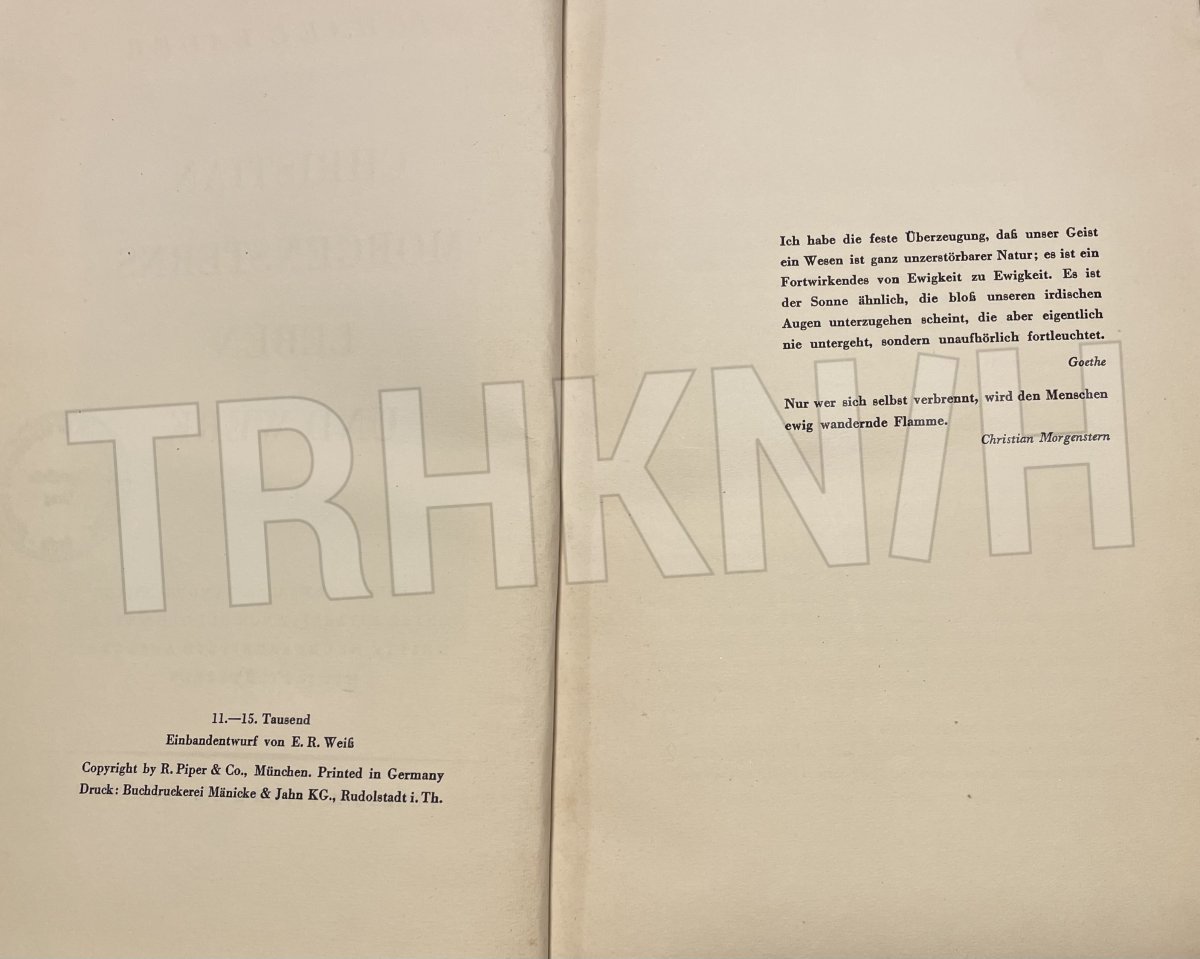 11.—15. Tausend
Einbandentwurf von E. R. Weiß
Copyright by R. Piper & Co., München. Printed in Germany
Druck: Buchdruckerei Mänicke & Jahn KG., Rudolstadt i. Th.
Ich habe die feste Überzeugung, daß unser Geist
ein Wesen ist ganz unzerstörbarer Natur; es ist ein
Fortwirkendes von Ewigkeit zu Ewigkeit. Es ist
der Sonne ähnlich, die bloß unseren irdischen
Augen unterzugehen scheint, die aber eigentlich
nie untergeht, sondern unaufhörlich fortleuchtet.
Goethe
Nur wer sich selbst verbrennt, wird den Menschen
ewig wandernde Flamme.
Christian Morgenstern
TRHKN/H